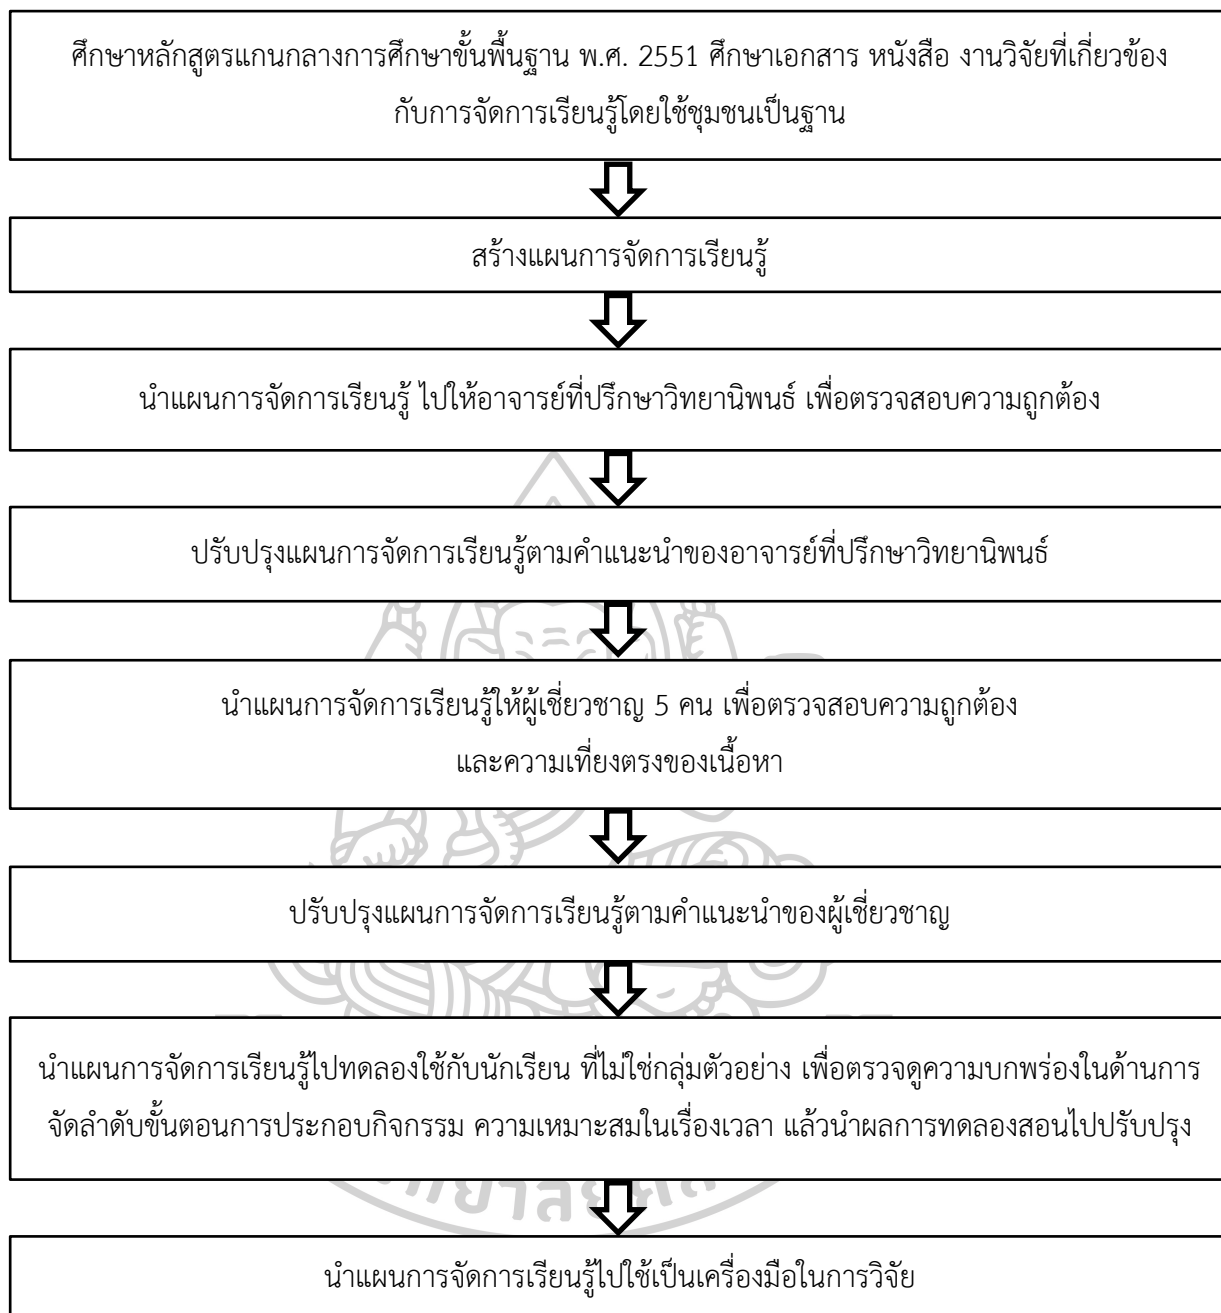 ศึกษาหลักสูตรแกนกลางการศึกษาขั้นพื้นฐาน พ.ศ. 2551 ศึกษาเอกสาร หนังสือ งานวิจัยที่เกี่ยวข้อง
กับการจัดการเรียนรู้โดยใช้ชุมชนเป็นฐาน
สร้างแผนการจัดการเรียนรู้
นำแผนการจัดการเรียนรู้ ไปให้อาจารย์ที่ปรึกษาวิทยานิพนธ์ เพื่อตรวจสอบความถูกต้อง
ปรับปรุงแผนการจัดการเรียนรู้ตามคำแนะนำของอาจารย์ที่ปรึกษาวิทยานิพนธ์
นำแผนการจัดการเรียนรู้ให้ผู้เชี่ยวชาญ 5 คน เพื่อตรวจสอบความถูกต้อง
และความเที่ยงตรงของเนื้อหา
ปรับปรุงแผนการจัดการเรียนรู้ตามคำแนะนำของผู้เชี่ยวชาญ
นำแผนการจัดการเรียนรู้ไปทดลองใช้กับนักเรียน ที่ไม่ใช่กลุ่มตัวอย่าง เพื่อตรวจดูความบกพร่องในด้านการ
จัดลำดับขั้นตอนการประกอบกิจกรรม ความเหมาะสมในเรื่องเวลา แล้วนำผลการทดลองสอนไปปรับปรุง
นำแผนการจัดการเรียนรู้ไปใช้เป็นเครื่องมือในการวิจัย